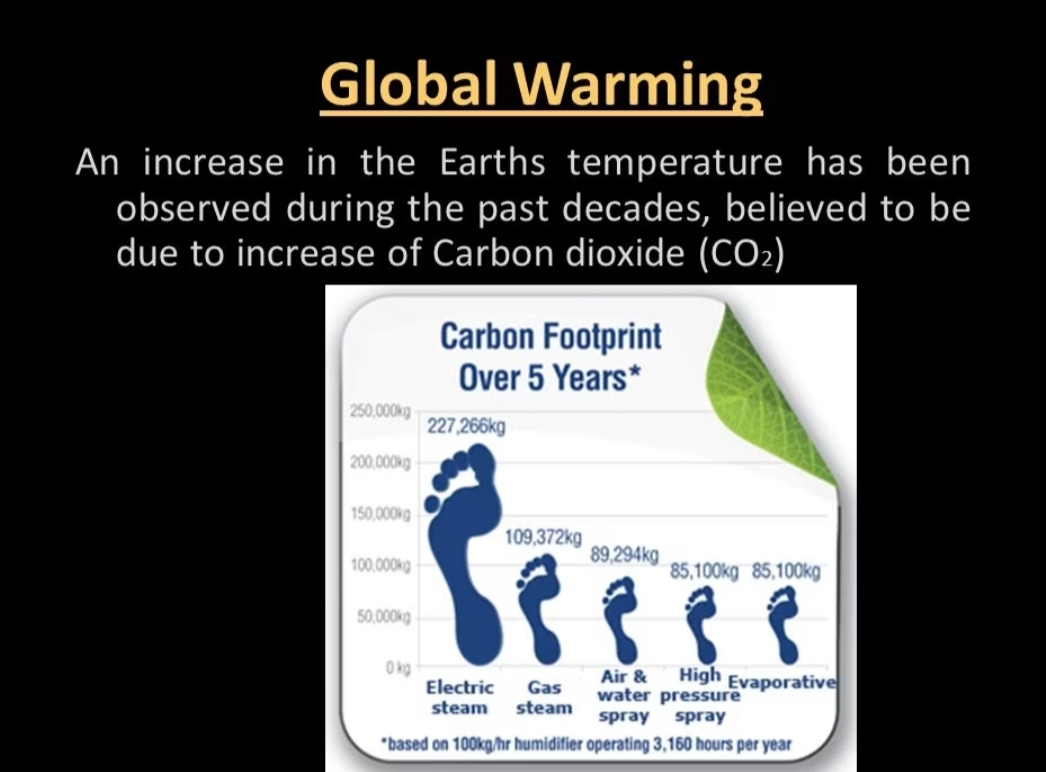 Global Warming
An increase in the Earths temperature has been
observed during the past decades, believed to be
due to increase of Carbon dioxide (CO₂)
Carbon Footprint
Over 5 Years*
250,000kg
227,266kg
200,000kg
150,000kg
109,372kg
89,294kg
100,000kg
85,100kg 85,100kg
50,000kg
0 kg
Electric steam
Gas steam
Air & water spray
High pressure spray
Evaporative
*based on 100kg/hr humidifier operating 3,160 hours per year